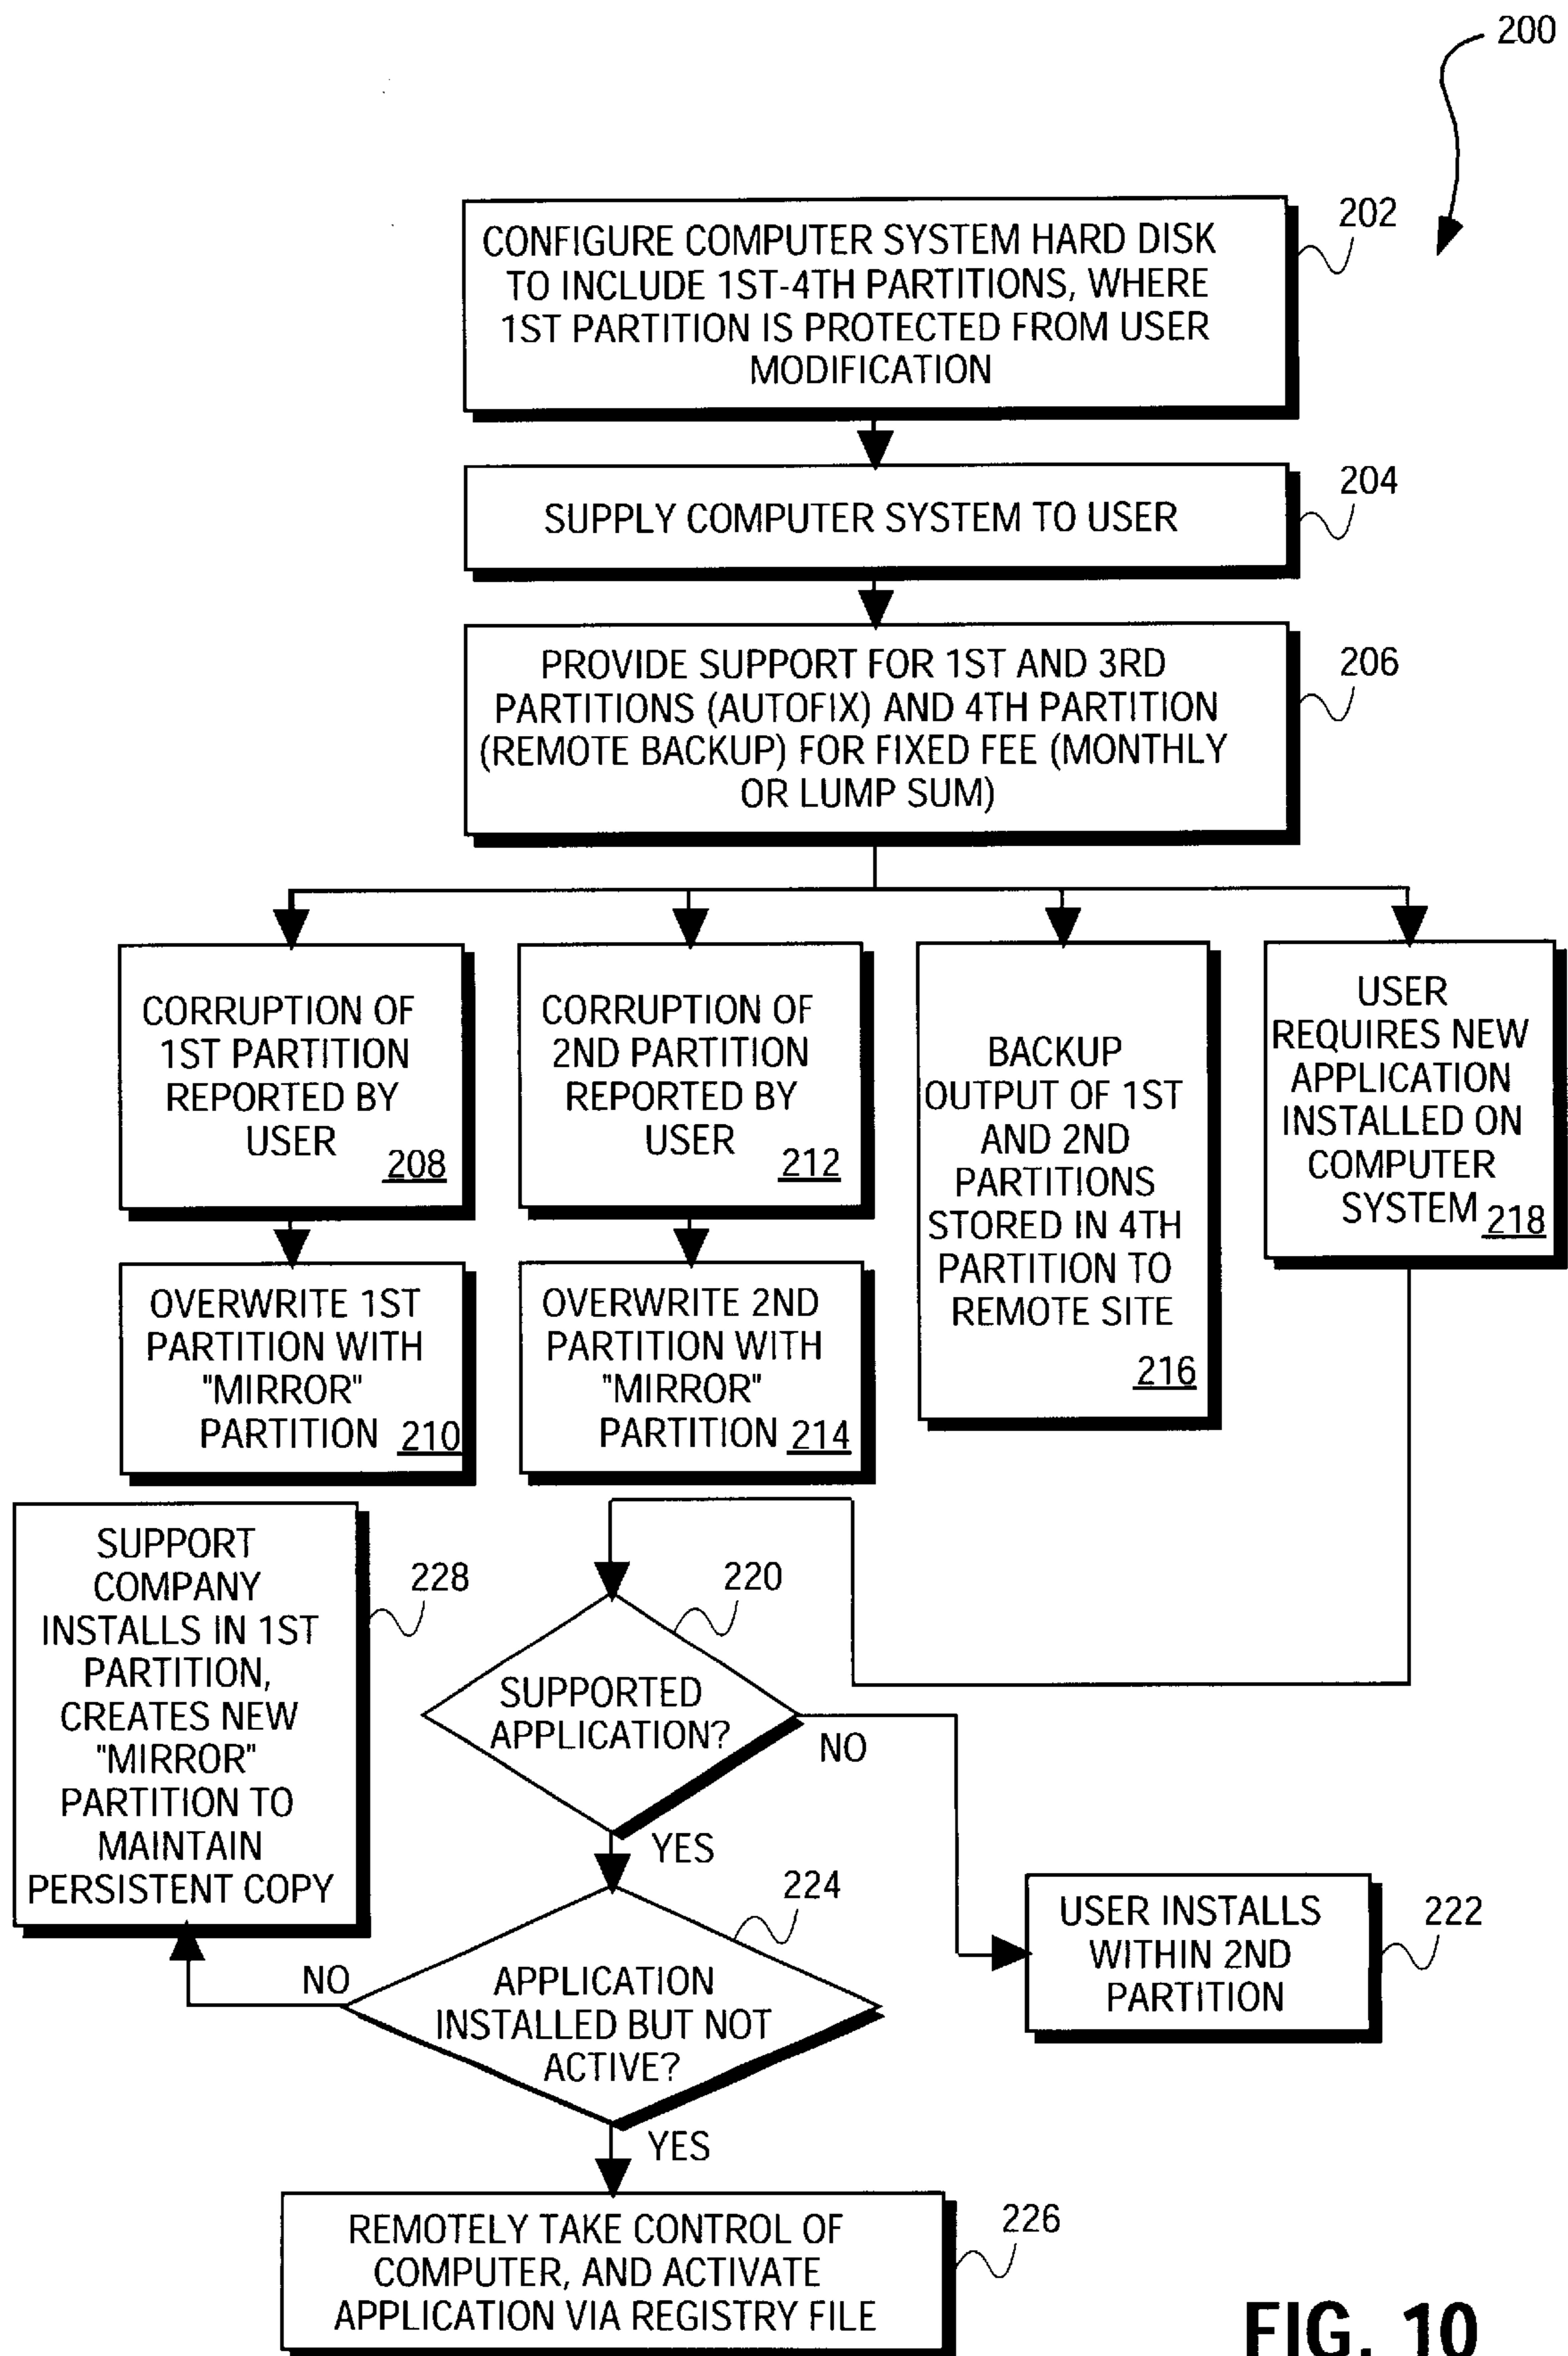 200
CONFIGURE COMPUTER SYSTEM HARD DISK
TO INCLUDE 1ST-4TH PARTITIONS, WHERE
1ST PARTITION IS PROTECTED FROM USER
MODIFICATION
202
SUPPLY COMPUTER SYSTEM TO USER
204
PROVIDE SUPPORT FOR 1ST AND 3RD
PARTITIONS (AUTOFIX) AND 4TH PARTITION
(REMOTE BACKUP) FOR FIXED FEE (MONTHLY
OR LUMP SUM)
206
CORRUPTION OF
1ST PARTITION
REPORTED BY
USER
208
CORRUPTION OF
2ND PARTITION
REPORTED BY
USER
212
BACKUP
OUTPUT OF 1ST
AND 2ND
PARTITIONS
STORED IN 4TH
PARTITION TO
REMOTE SITE
216
USER
REQUIRES NEW
APPLICATION
INSTALLED ON
COMPUTER
SYSTEM
218
OVERWRITE 1ST
PARTITION WITH
"MIRROR"
PARTITION
210
OVERWRITE 2ND
PARTITION WITH
"MIRROR"
PARTITION
214
SUPPORT
COMPANY
INSTALLS IN 1ST
PARTITION,
CREATES NEW
"MIRROR"
PARTITION TO
MAINTAIN
PERSISTENT COPY
228
220
SUPPORTED
APPLICATION?
NO
YES
224
USER INSTALLS
WITHIN 2ND
PARTITION
222
NO
APPLICATION
INSTALLED BUT NOT
ACTIVE?
YES
REMOTELY TAKE CONTROL OF
COMPUTER, AND ACTIVATE
APPLICATION VIA REGISTRY FILE
226
FIG. 10